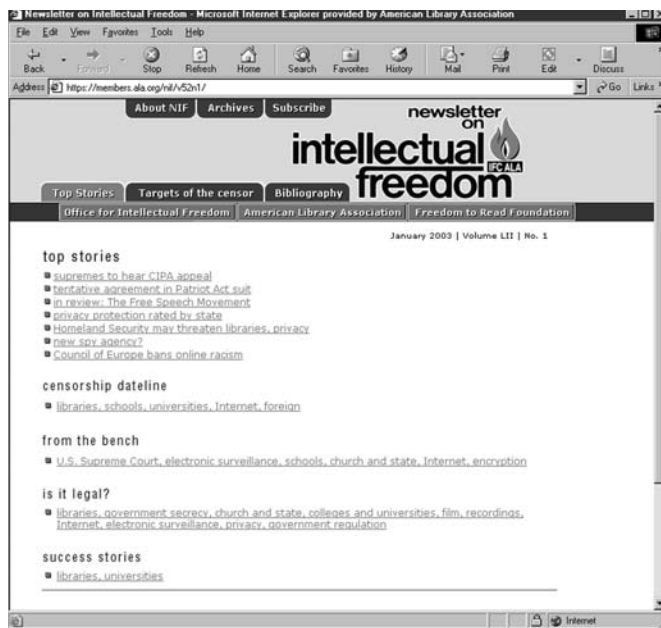 Newsletter on Intellectual Freedom - Microsoft Internet Explorer provided by American Library Association
File Edit View Favorites Tools Help
Back Forward Stop Refresh Home Search Favorites History Mail Print Edit Discuss
Address https://members.ala.org/nif/v52n1/ Go Links
About NIF Archives Subscribe
newsletter
on
intellectual
IFC ALA
freedom
Top Stories Targets of the censor Bibliography
Office for Intellectual Freedom American Library Association Freedom to Read Foundation
January 2003 | Volume LII | No. 1
top stories
supremes to hear CIPA appeal
tentative agreement in Patriot Act suit
in review: The Free Speech Movement
privacy protection rated by state
Homeland Security may threaten libraries, privacy
new spy agency?
Council of Europe bans online racism
censorship dateline
libraries, schools, universities, Internet, foreign
from the bench
U.S. Supreme Court, electronic surveillance, schools, church and state, Internet, encryption
is it legal?
libraries, government secrecy, church and state, colleges and universities, film, recordings,
Internet, electronic surveillance, privacy, government regulation
success stories
libraries, universities
Internet